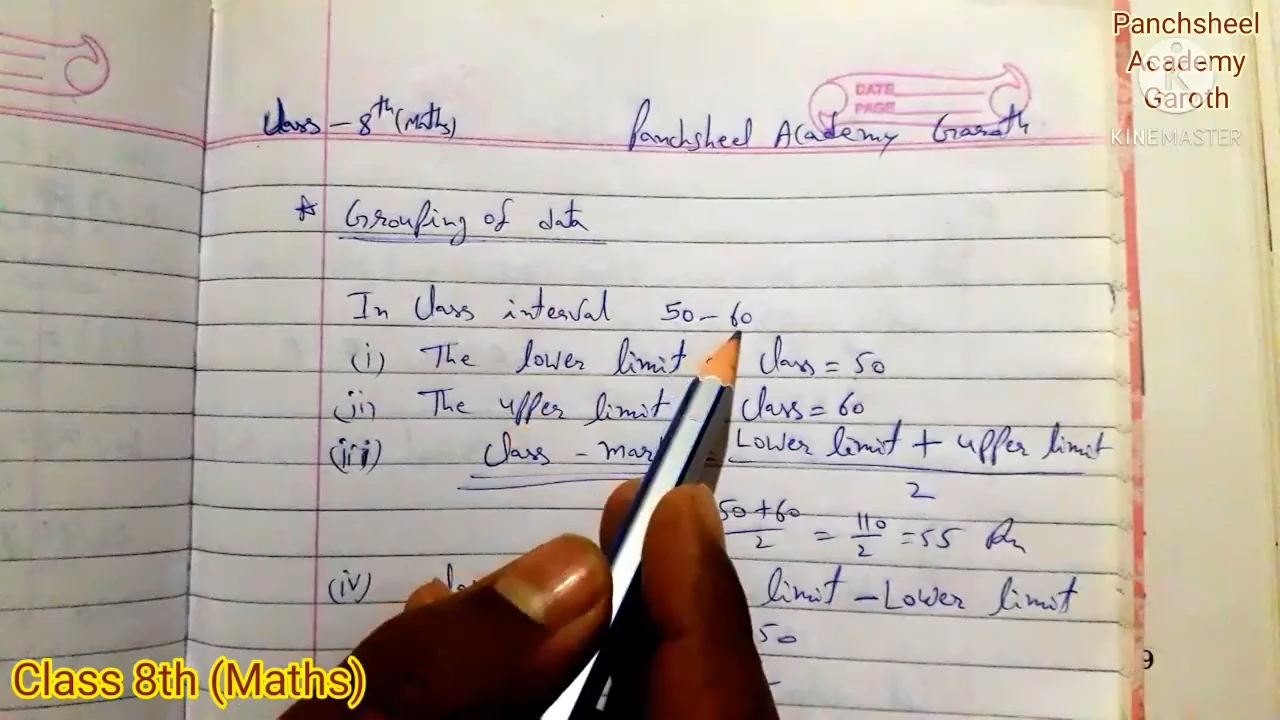 Panchsheel
Academy
Garoth
KINEMASTER
DATE
PAGE
Class - 8th (Maths)
Panchsheel Academy Garoth
Grouping of data
In Class interval 50-60
(i) The lower limit Class = 50
(ii) The upper limit Class = 60
(iii) Class - mark Lower limit + upper limit
2
50+60
2
= 110
2
= 55
(iv) limit - Lower limit
50
9
Class 8th (Maths)